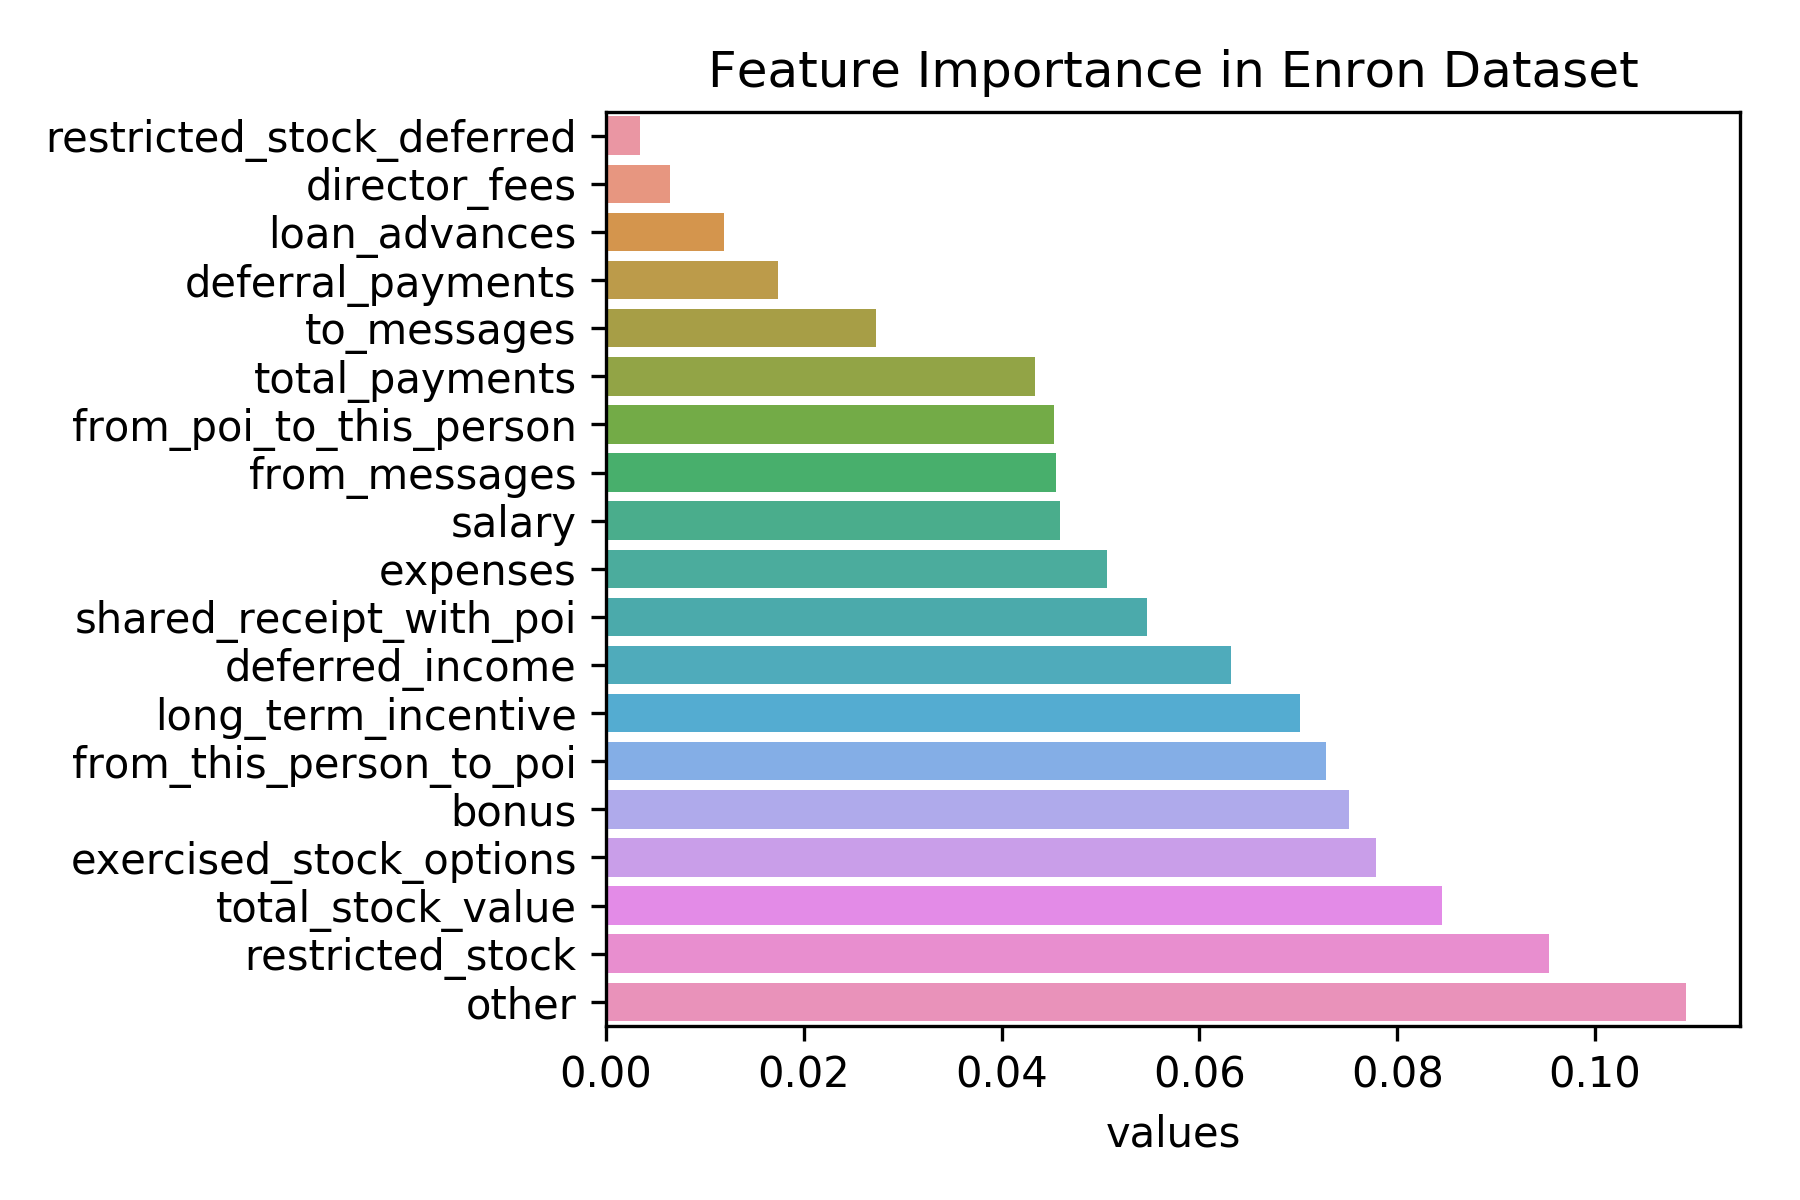 Feature Importance in Enron Dataset
restricted_stock_deferred
director_fees
loan_advances
deferral_payments
to_messages
total_payments
from_poi_to_this_person
from_messages
salary
expenses
shared_receipt_with_poi
deferred_income
long_term_incentive
from_this_person_to_poi
bonus
exercised_stock_options
total_stock_value
restricted_stock
other
0.00 0.02 0.04 0.06 0.08 0.10
values